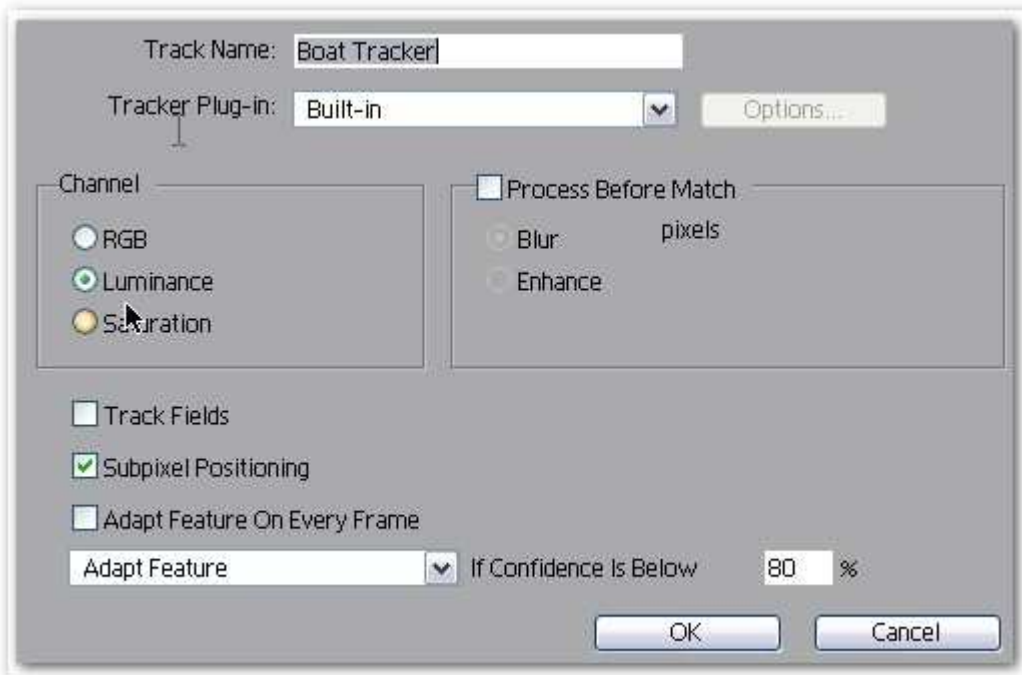 Track Name: Boat Tracker
Tracker Plug-in: Built-in Options...
Channel
RGB
Luminance
Saturation
Process Before Match
Blur pixels
Enhance
Track Fields
Subpixel Positioning
Adapt Feature On Every Frame
Adapt Feature If Confidence Is Below 80 %
OK Cancel